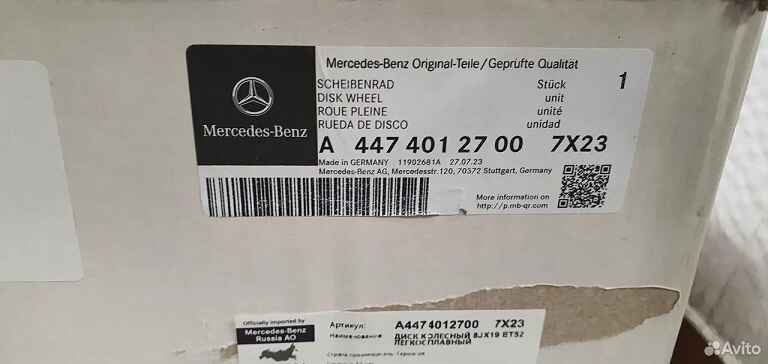 Mercedes-Benz Original-Teile/Geprüfte Qualität
SCHEIBENRAD Stück 1
DISK WHEEL unit
ROUE PLEINE unité
RUEDA DE DISCO unidad
Mercedes-Benz
A 447 401 27 00 7X23
Made in GERMANY 11902681A 27.07.23
Mercedes-Benz AG, Mercedesstr.120, 70372 Stuttgart, Germany
More information on
http://p.mb-qr.com
Officially imported by
Mercedes-Benz
Russia AO
Артикул: A4474012700 7X23
Наименование: ДИСК КОЛЕСНЫЙ 8JX19 ET52
ЛЕГКОСПЛАВНЫЙ
Avito